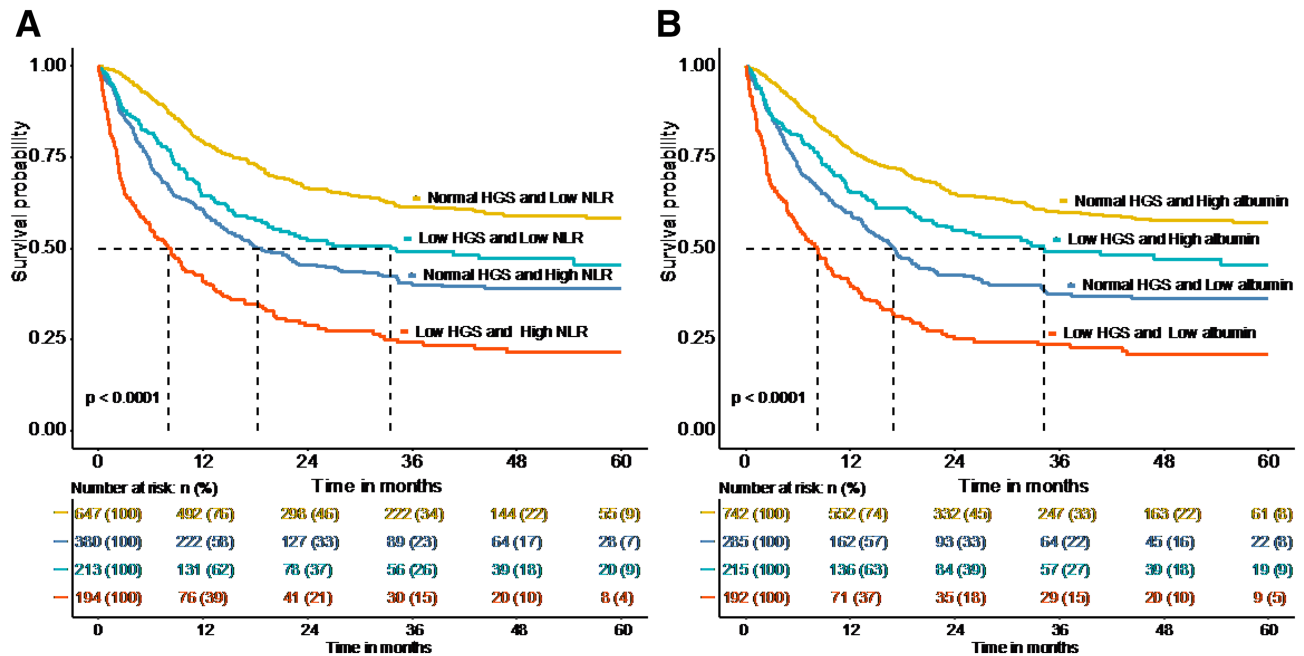 A
1.00
0.75
0.50
0.25
0.00
Survival probability
Normal HGS and Low NLR
Low HGS and Low NLR
Normal HGS and High NLR
Low HGS and High NLR
p < 0.0001
0 12 24 36 48 60
Time in months
Number at risk: n (%)
647 (100) 492 (76) 298 (46) 222 (34) 144 (22) 55 (9)
380 (100) 222 (58) 127 (33) 89 (23) 64 (17) 28 (7)
213 (100) 131 (62) 78 (37) 56 (26) 39 (18) 20 (9)
194 (100) 76 (39) 41 (21) 30 (15) 20 (10) 8 (4)
0 12 24 36 48 60
Time in months
B
1.00
0.75
0.50
0.25
0.00
Survival probability
Normal HGS and High albumin
Low HGS and High albumin
Normal HGS and Low albumin
Low HGS and Low albumin
p < 0.0001
0 12 24 36 48 60
Time in months
Number at risk: n (%)
742 (100) 552 (74) 332 (45) 247 (33) 163 (22) 61 (8)
285 (100) 162 (57) 93 (33) 64 (22) 45 (16) 22 (8)
215 (100) 136 (63) 84 (39) 57 (27) 39 (18) 19 (9)
192 (100) 71 (37) 35 (18) 29 (15) 20 (10) 9 (5)
0 12 24 36 48 60
Time in months